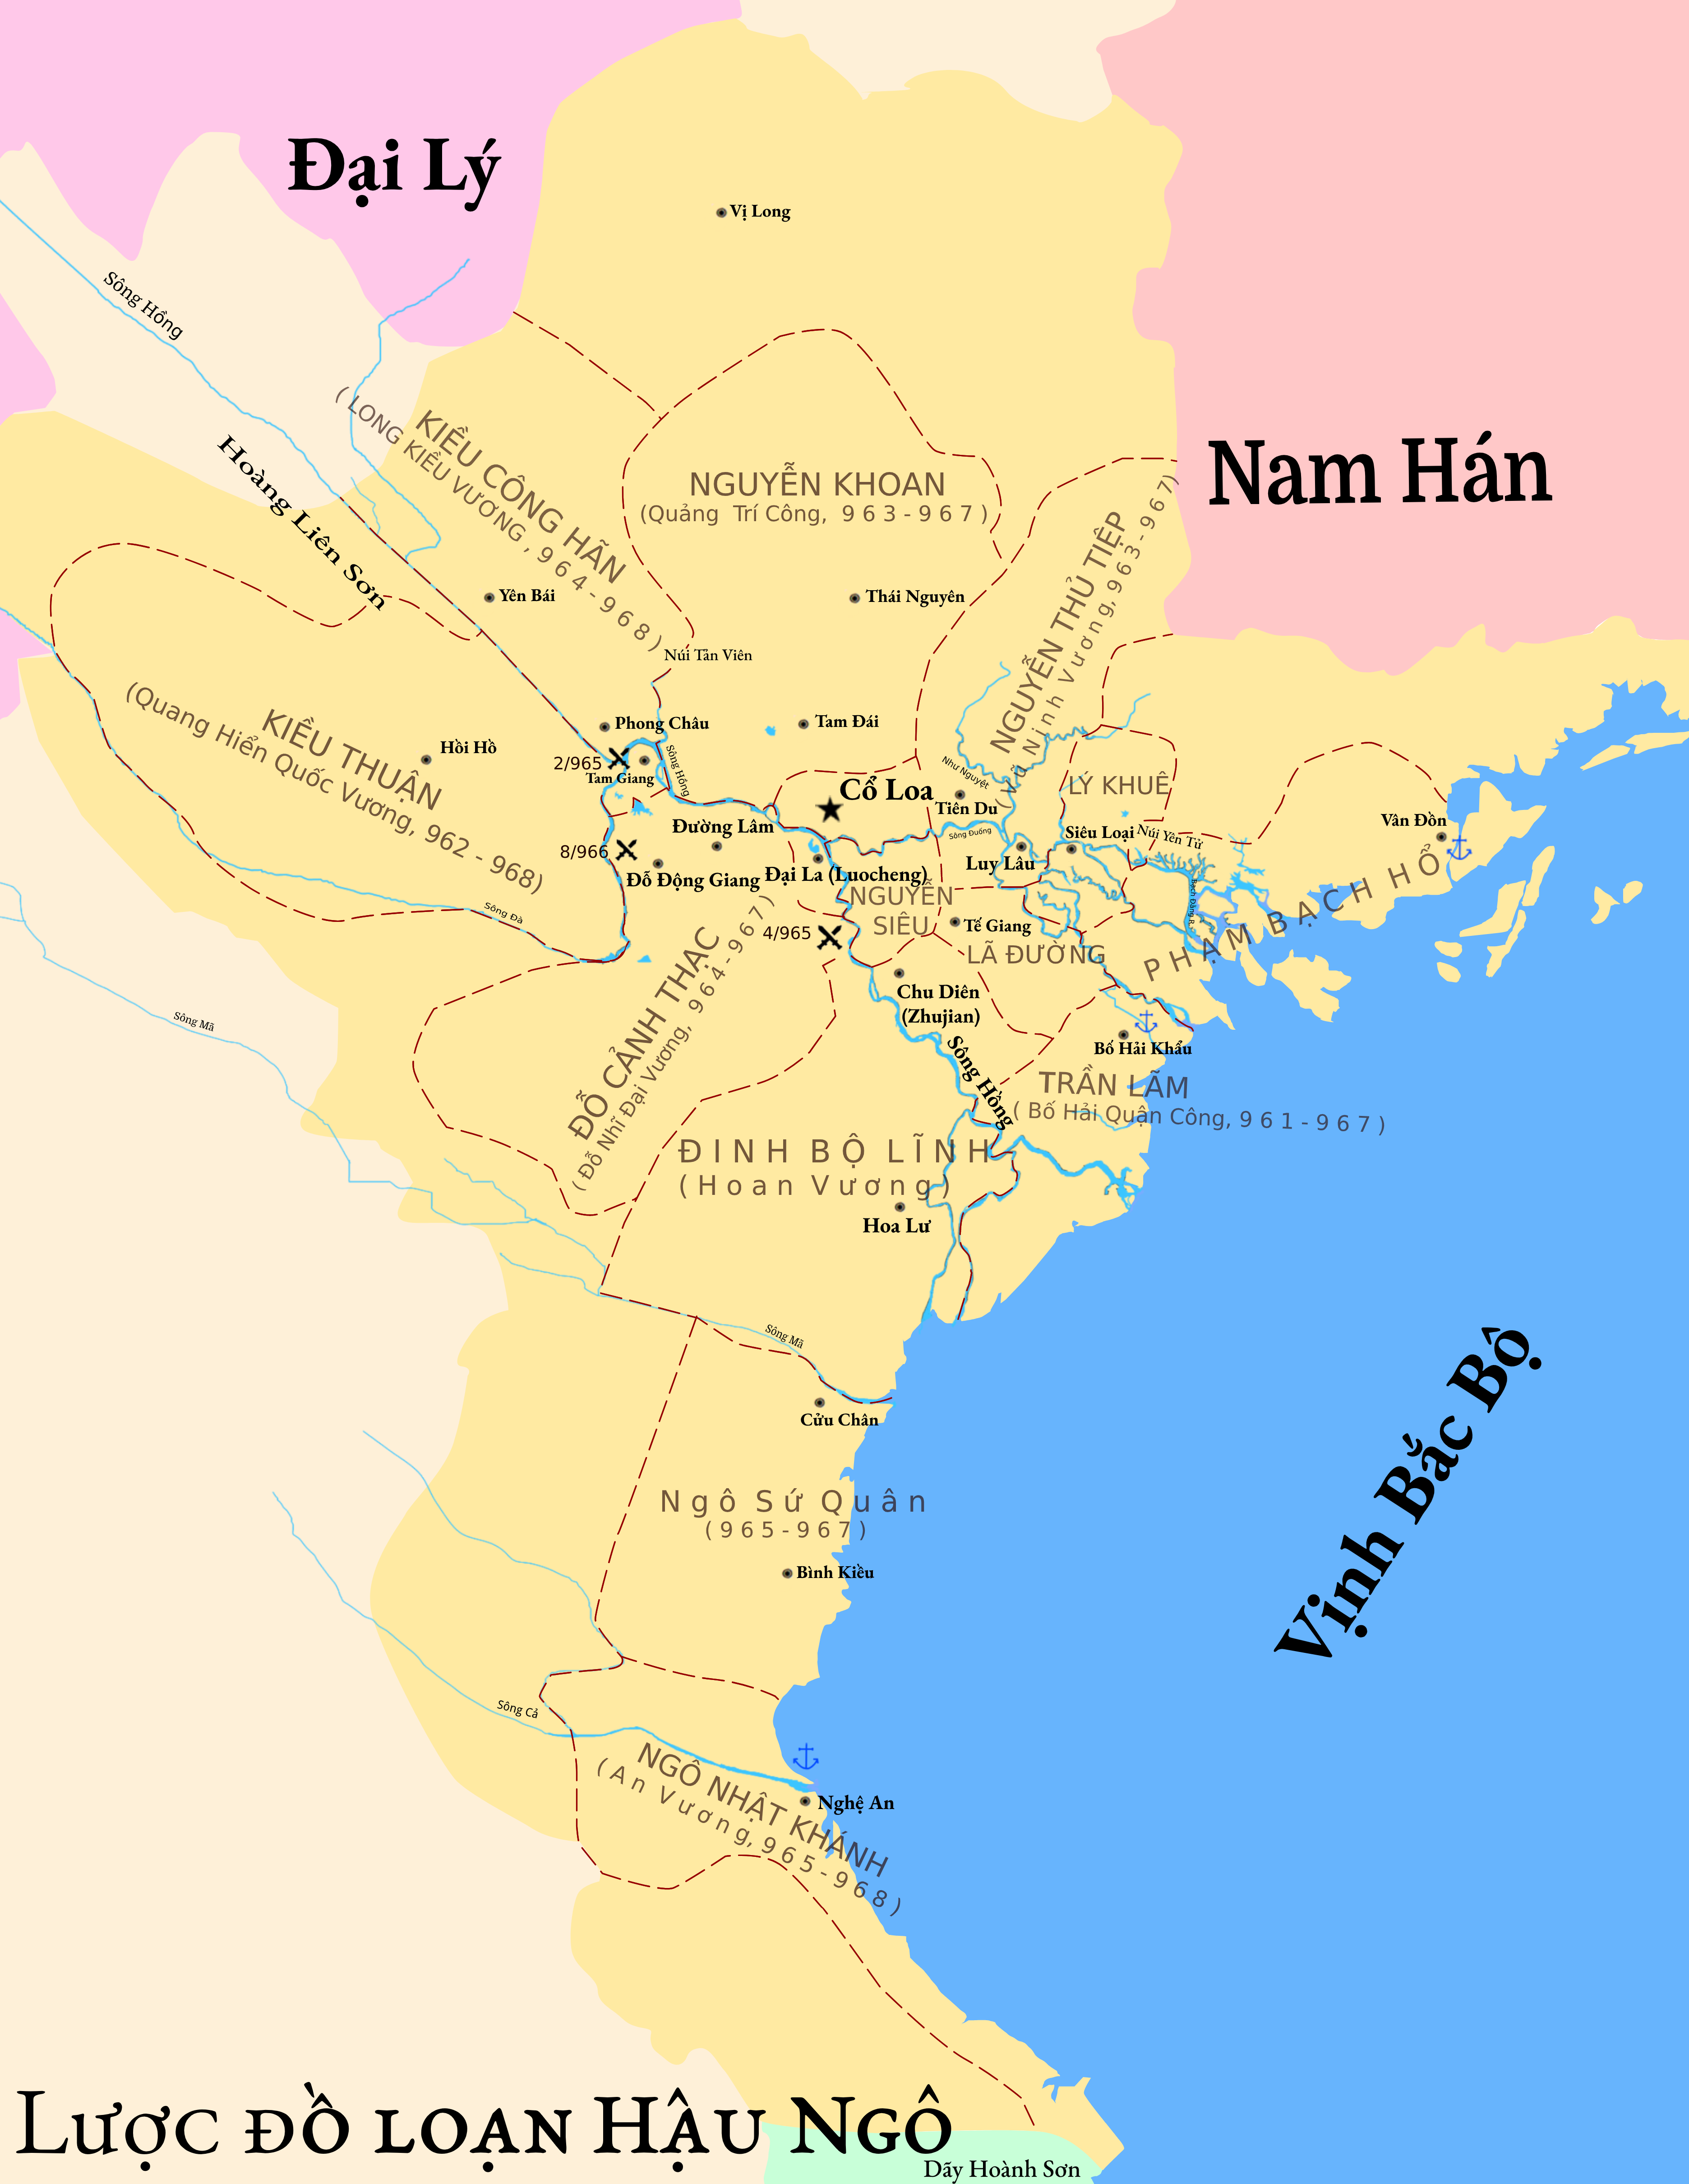 Đại Lý
Vị Long
Sông Hồng
Nam Hán
Hoàng Liên Sơn
KIỀU CÔNG HÃN
( LONG KIỀU VƯƠNG , 9 6 4 - 9 6 8 )
NGUYỄN KHOAN
(Quảng Trí Công, 9 6 3 - 9 6 7 )
NGUYỄN THỦ TIỆP
( Vũ Ninh Vương, 9 6 3 - 9 6 7)
Yên Bái
Thái Nguyên
Núi Tản Viên
KIỀU THUẬN
(Quang Hiển Quốc Vương, 962 - 968)
Hồi Hồ
Phong Châu
Tam Đái
2/965
Tam Giang
Sông Hồng
Như Nguyệt
Cổ Loa
Tiên Du
LÝ KHUÊ
Vân Đồn
Đường Lâm
Sông Đuống
Siêu Loại
Núi Yên Tử
8/966
Đỗ Động Giang
Đại La (Luocheng)
Luy Lâu
Bạch Đằng R.
NGUYỄN
SIÊU
PHẠM BẠCH HỔ
Sông Đà
4/965
Tế Giang
LÃ ĐƯỜNG
ĐỖ CẢNH THẠC
( Đỗ Nhĩ Đại Vương, 9 6 4 - 9 6 7 )
Chu Diên
(Zhujian)
Sông Mã
Bố Hải Khẩu
Sông Hồng
TRẦN LÃM
( Bố Hải Quận Công, 9 6 1 - 9 6 7 )
ĐINH BỘ LĨNH
( Hoan Vương )
Hoa Lư
Sông Mã
Cửu Chân
Vịnh Bắc Bộ
Ngô Sứ Quân
( 9 6 5 - 9 6 7 )
Bình Kiều
Sông Cả
NGÔ NHẬT KHÁNH
( An Vương, 9 6 5 - 9 6 8 )
Nghệ An
Lược đồ loạn Hậu Ngô
Dãy Hoành Sơn